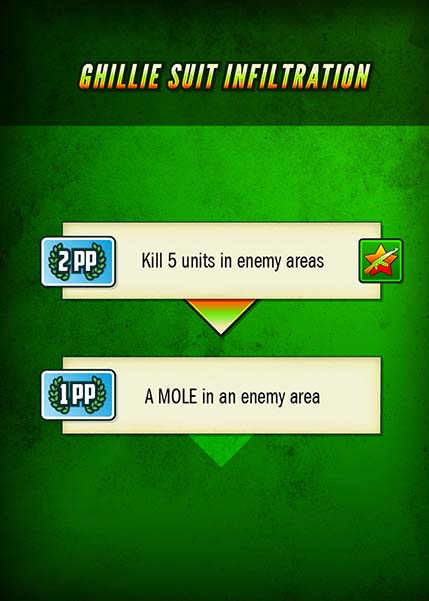 GHILLIE SUIT INFILTRATION
2 PP
Kill 5 units in enemy areas
1 PP
A MOLE in an enemy area